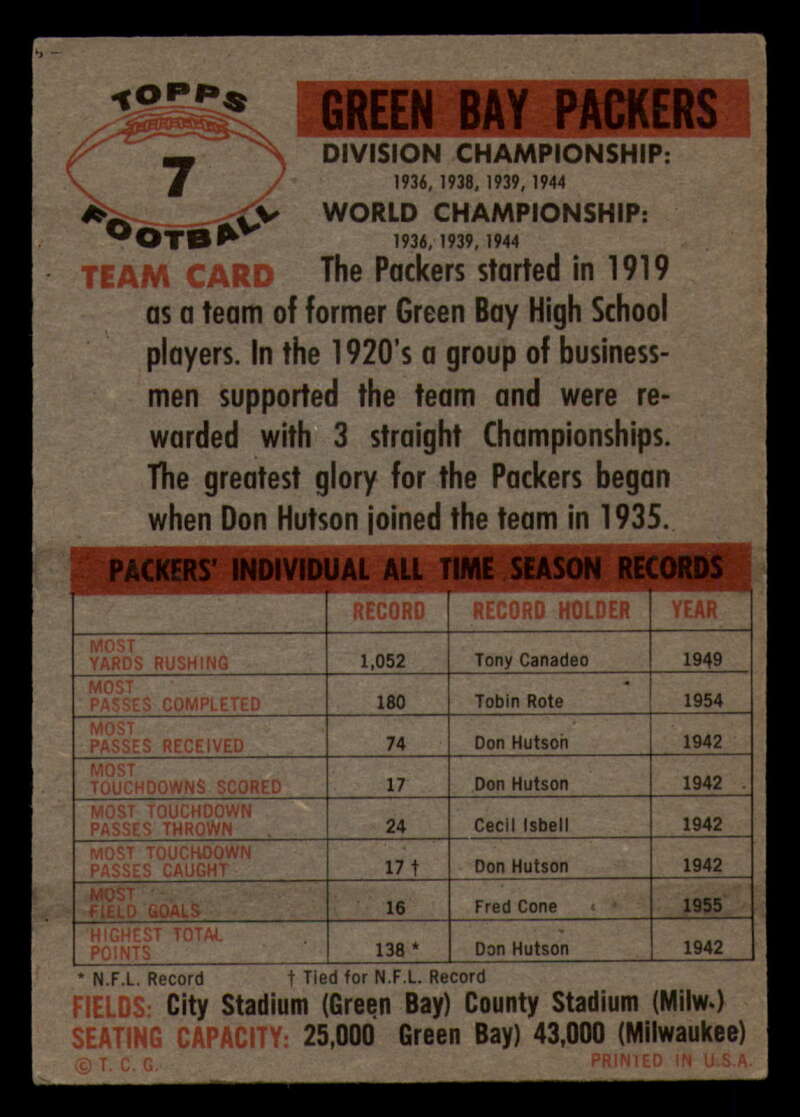 TOPPS
7
FOOTBALL
TEAM CARD
GREEN BAY PACKERS
DIVISION CHAMPIONSHIP:
1936, 1938, 1939, 1944
WORLD CHAMPIONSHIP:
1936, 1939, 1944
The Packers started in 1919
as a team of former Green Bay High School
players. In the 1920's a group of business-
men supported the team and were re-
warded with 3 straight Championships.
The greatest glory for the Packers began
when Don Hutson joined the team in 1935.
PACKERS' INDIVIDUAL ALL TIME SEASON RECORDS
RECORD RECORD HOLDER YEAR
MOST
YARDS RUSHING 1,052 Tony Canadeo 1949
MOST
PASSES COMPLETED 180 Tobin Rote 1954
MOST
PASSES RECEIVED 74 Don Hutson 1942
MOST
TOUCHDOWNS SCORED 17 Don Hutson 1942
MOST TOUCHDOWN
PASSES THROWN 24 Cecil Isbell 1942
MOST TOUCHDOWN
PASSES CAUGHT 17 † Don Hutson 1942
MOST
FIELD GOALS 16 Fred Cone 1955
HIGHEST TOTAL
POINTS 138 * Don Hutson 1942
* N.F.L. Record † Tied for N.F.L. Record
FIELDS: City Stadium (Green Bay) County Stadium (Milw.)
SEATING CAPACITY: 25,000 Green Bay) 43,000 (Milwaukee)
© T. C. G. PRINTED IN U.S.A.